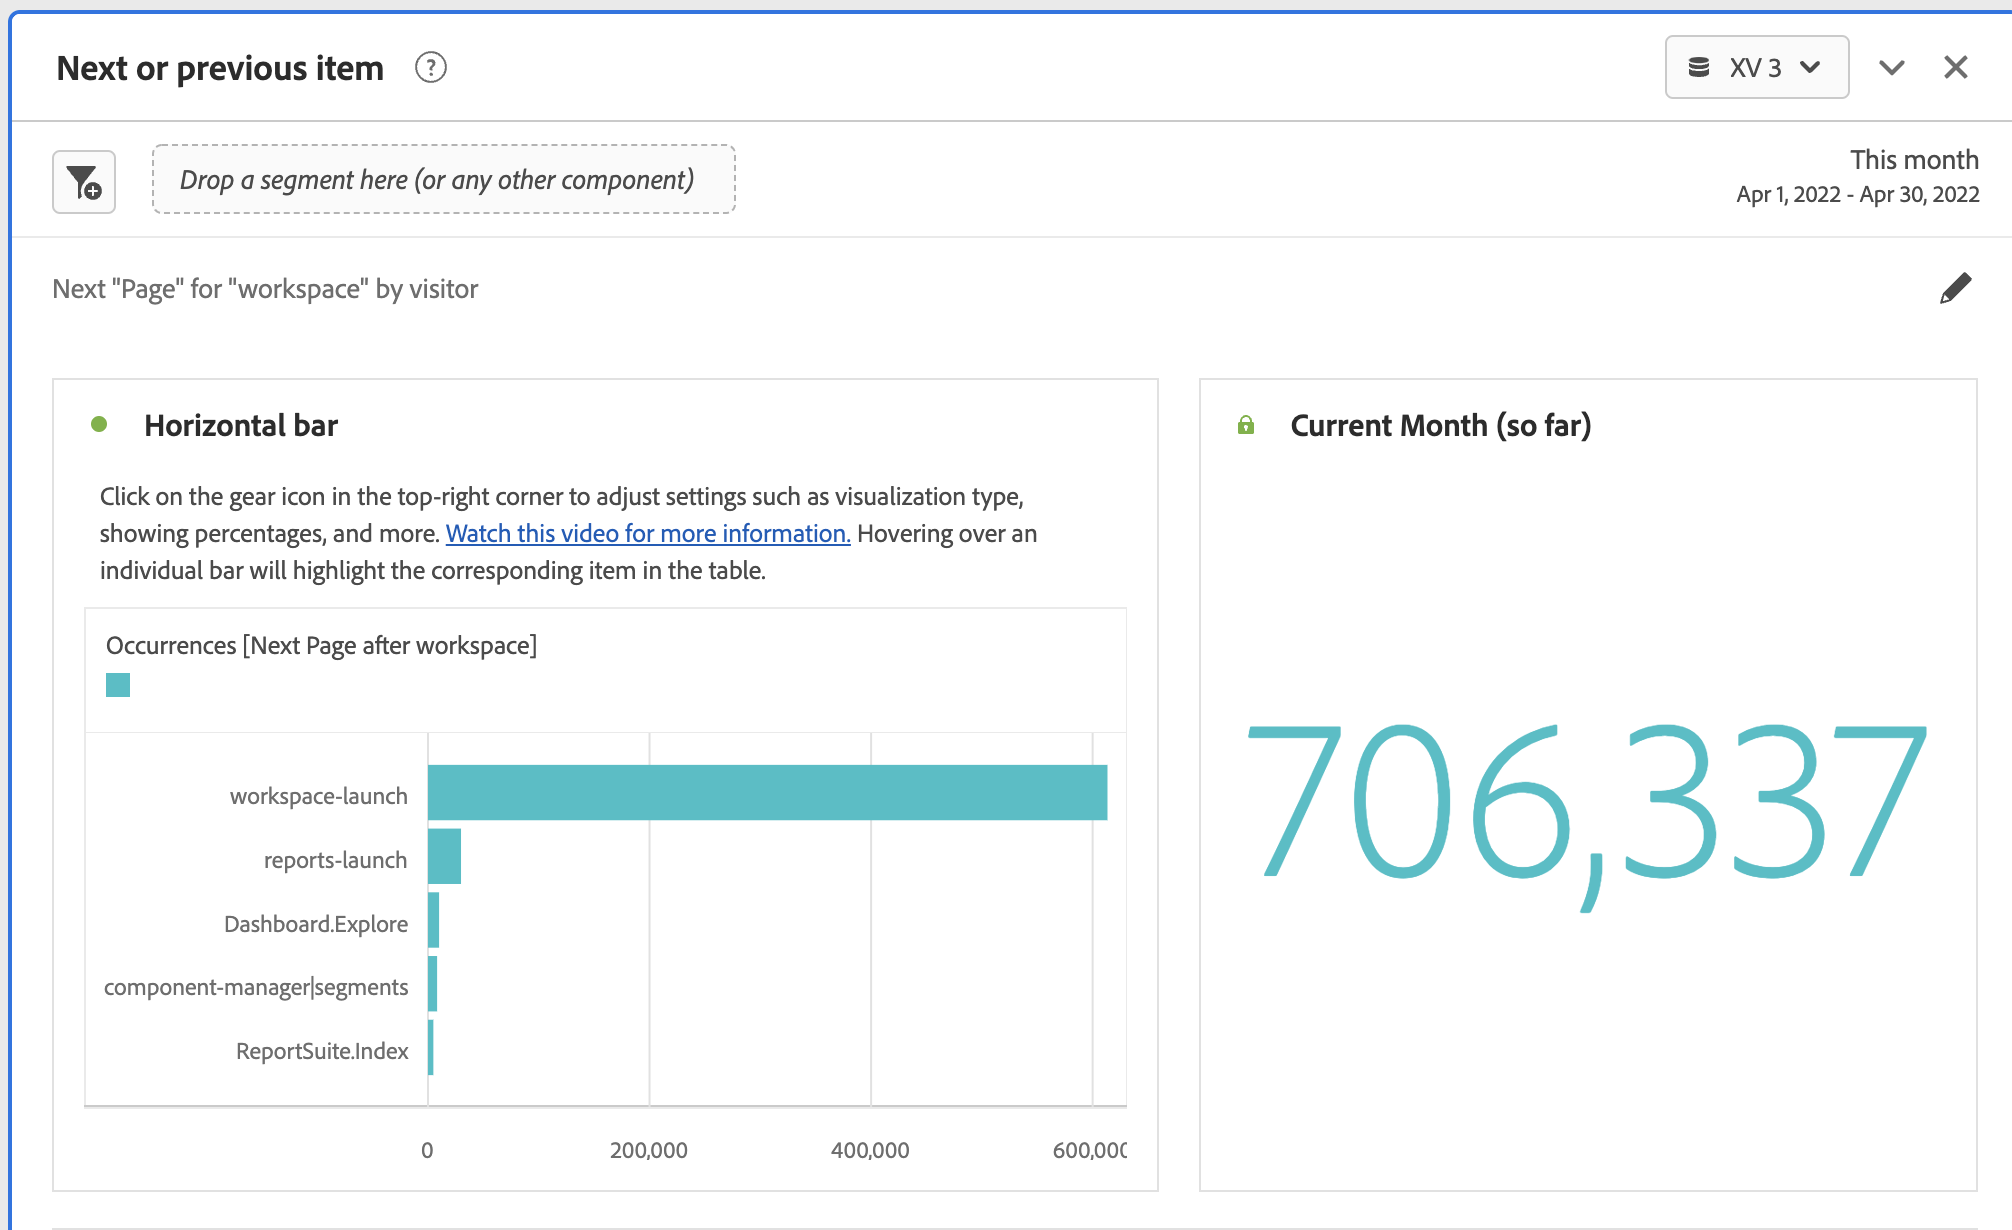 Next or previous item
?
XV 3
Drop a segment here (or any other component)
This month
Apr 1, 2022 - Apr 30, 2022
Next "Page" for "workspace" by visitor
Horizontal bar
Click on the gear icon in the top-right corner to adjust settings such as visualization type,
showing percentages, and more. Watch this video for more information. Hovering over an
individual bar will highlight the corresponding item in the table.
Occurrences [Next Page after workspace]
workspace-launch
reports-launch
Dashboard.Explore
component-manager|segments
ReportSuite.Index
0
200,000
400,000
600,000
Current Month (so far)
706,337